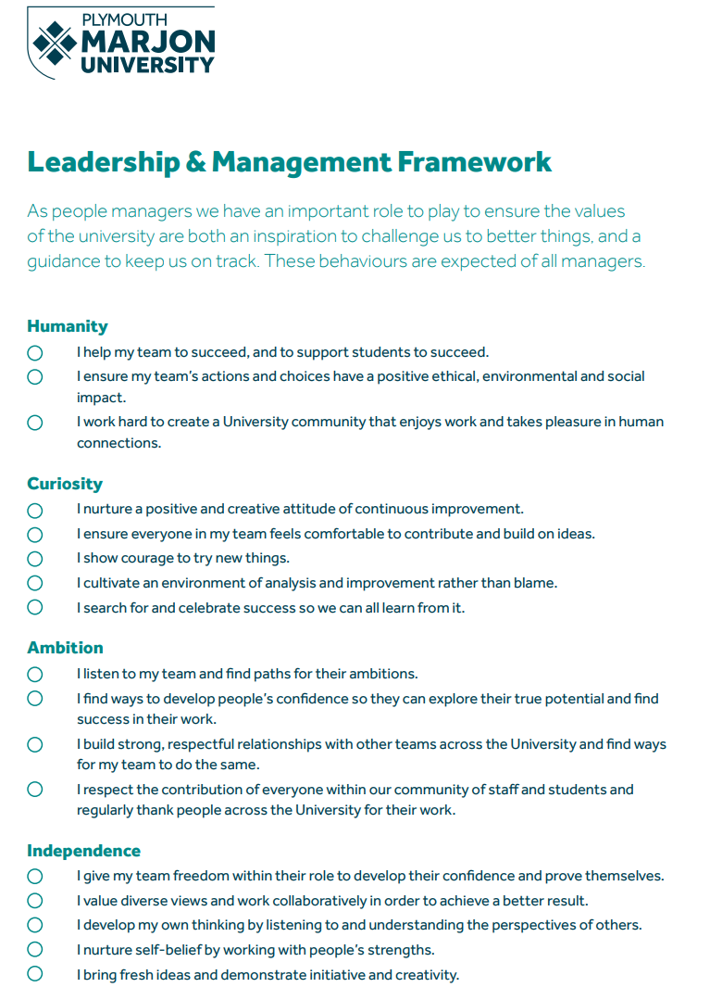 PLYMOUTH
MARJON
UNIVERSITY
Leadership & Management Framework
As people managers we have an important role to play to ensure the values
of the university are both an inspiration to challenge us to better things, and a
guidance to keep us on track. These behaviours are expected of all managers.
Humanity
I help my team to succeed, and to support students to succeed.
I ensure my team’s actions and choices have a positive ethical, environmental and social
impact.
I work hard to create a University community that enjoys work and takes pleasure in human
connections.
Curiosity
I nurture a positive and creative attitude of continuous improvement.
I ensure everyone in my team feels comfortable to contribute and build on ideas.
I show courage to try new things.
I cultivate an environment of analysis and improvement rather than blame.
I search for and celebrate success so we can all learn from it.
Ambition
I listen to my team and find paths for their ambitions.
I find ways to develop people’s confidence so they can explore their true potential and find
success in their work.
I build strong, respectful relationships with other teams across the University and find ways
for my team to do the same.
I respect the contribution of everyone within our community of staff and students and
regularly thank people across the University for their work.
Independence
I give my team freedom within their role to develop their confidence and prove themselves.
I value diverse views and work collaboratively in order to achieve a better result.
I develop my own thinking by listening to and understanding the perspectives of others.
I nurture self-belief by working with people’s strengths.
I bring fresh ideas and demonstrate initiative and creativity.